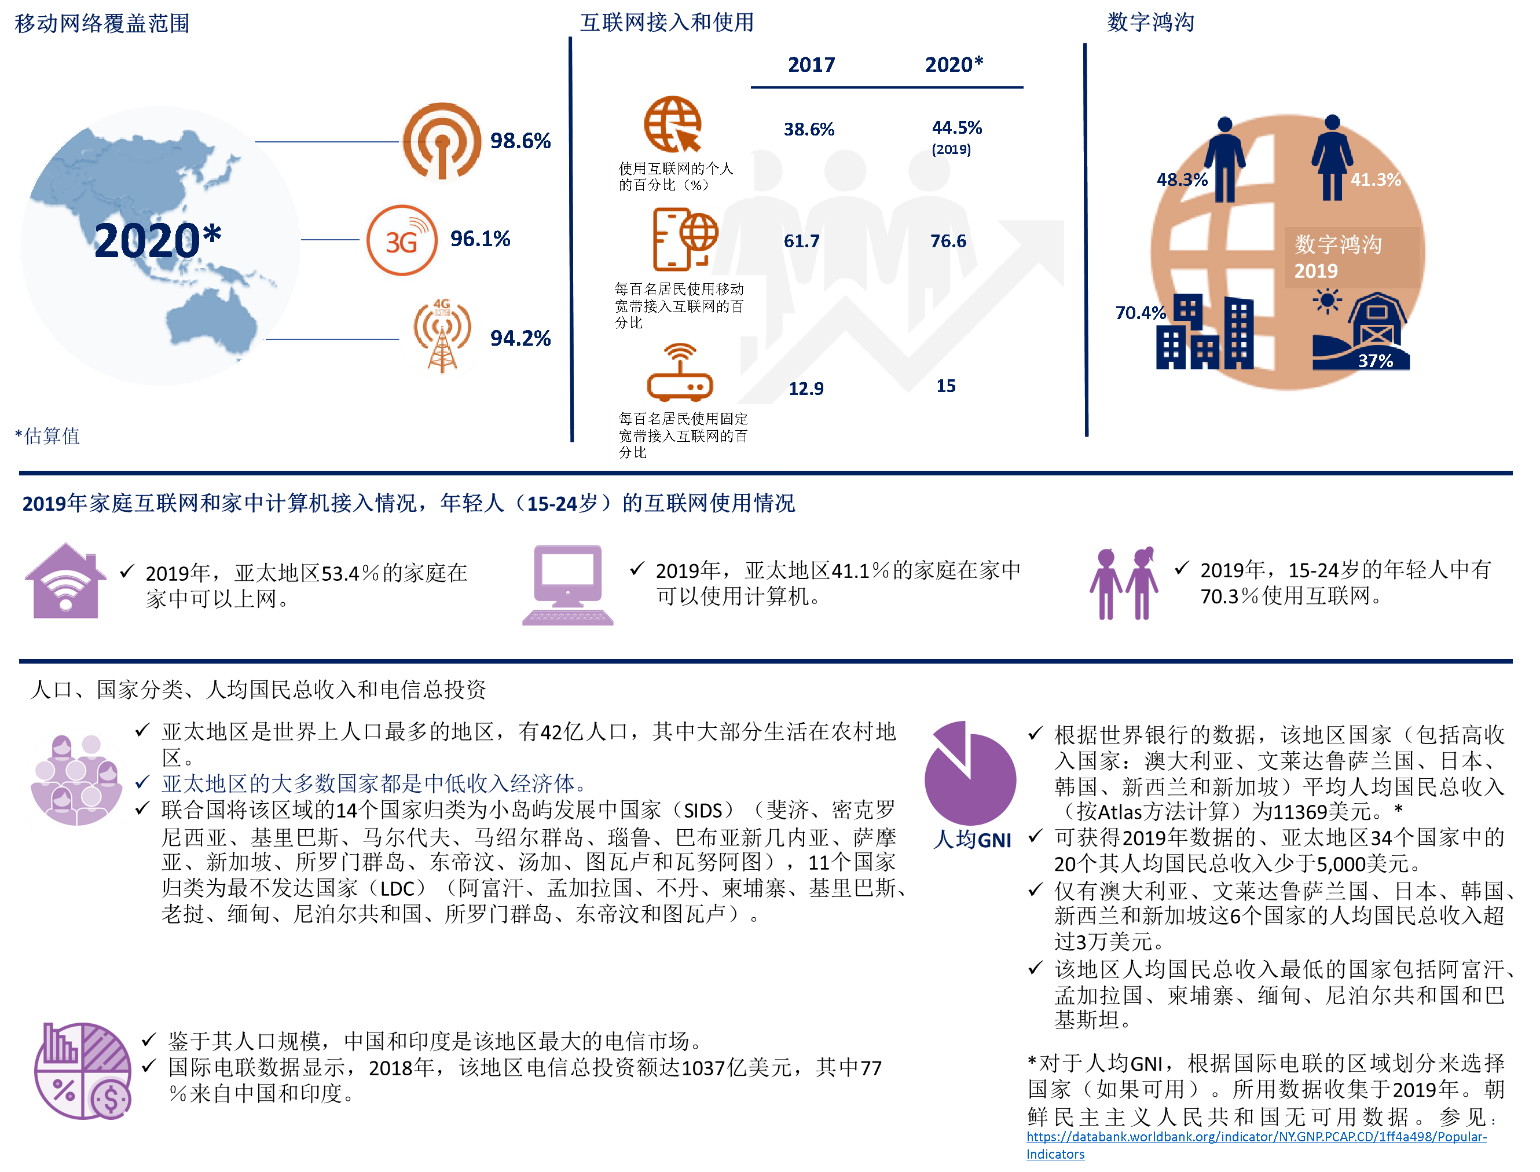 移动网络覆盖范围
98.6%
2020*
3G
96.1%
4G
94.2%
*估算值
互联网接入和使用
2017
2020*
使用互联网的个人
的百分比（%）
38.6%
44.5%
(2019)
每百名居民使用移动
宽带接入互联网的百
分比
61.7
76.6
每百名居民使用固定
宽带接入互联网的百
分比
12.9
15
数字鸿沟
48.3%
41.3%
数字鸿沟
2019
70.4%
37%
2019年家庭互联网和家中计算机接入情况，年轻人（15-24岁）的互联网使用情况
✓ 2019年，亚太地区53.4％的家庭在
家中可以上网。
✓ 2019年，亚太地区41.1％的家庭在家中
可以使用计算机。
✓ 2019年，15-24岁的年轻人中有
70.3％使用互联网。
人口、国家分类、人均国民总收入和电信总投资
✓ 亚太地区是世界上人口最多的地区，有42亿人口，其中大部分生活在农村地
区。
✓ 亚太地区的大多数国家都是中低收入经济体。
✓ 联合国将该区域的14个国家归类为小岛屿发展中国家（SIDS）（斐济、密克罗
尼西亚、基里巴斯、马尔代夫、马绍尔群岛、瑙鲁、巴布亚新几内亚、萨摩
亚、新加坡、所罗门群岛、东帝汶、汤加、图瓦卢和瓦努阿图），11个国家
归类为最不发达国家（LDC）（阿富汗、孟加拉国、不丹、柬埔寨、基里巴斯、
老挝、缅甸、尼泊尔共和国、所罗门群岛、东帝汶和图瓦卢）。
✓ 鉴于其人口规模，中国和印度是该地区最大的电信市场。
✓ 国际电联数据显示，2018年，该地区电信总投资额达1037亿美元，其中77
％来自中国和印度。
人均GNI
✓ 根据世界银行的数据，该地区国家（包括高收
入国家：澳大利亚、文莱达鲁萨兰国、日本、
韩国、新西兰和新加坡）平均人均国民总收入
（按Atlas方法计算）为11369美元。*
✓ 可获得2019年数据的、亚太地区34个国家中的
20个其人均国民总收入少于5,000美元。
✓ 仅有澳大利亚、文莱达鲁萨兰国、日本、韩国、
新西兰和新加坡这6个国家的人均国民总收入超
过3万美元。
✓ 该地区人均国民总收入最低的国家包括阿富汗、
孟加拉国、柬埔寨、缅甸、尼泊尔共和国和巴
基斯坦。
*对于人均GNI，根据国际电联的区域划分来选择
国家（如果可用）。所用数据收集于2019年。朝
鲜民主主义人民共和国无可用数据。参见：
https://databank.worldbank.org/indicator/NY.GNP.PCAP.CD/1ff4a498/Popular-
Indicators